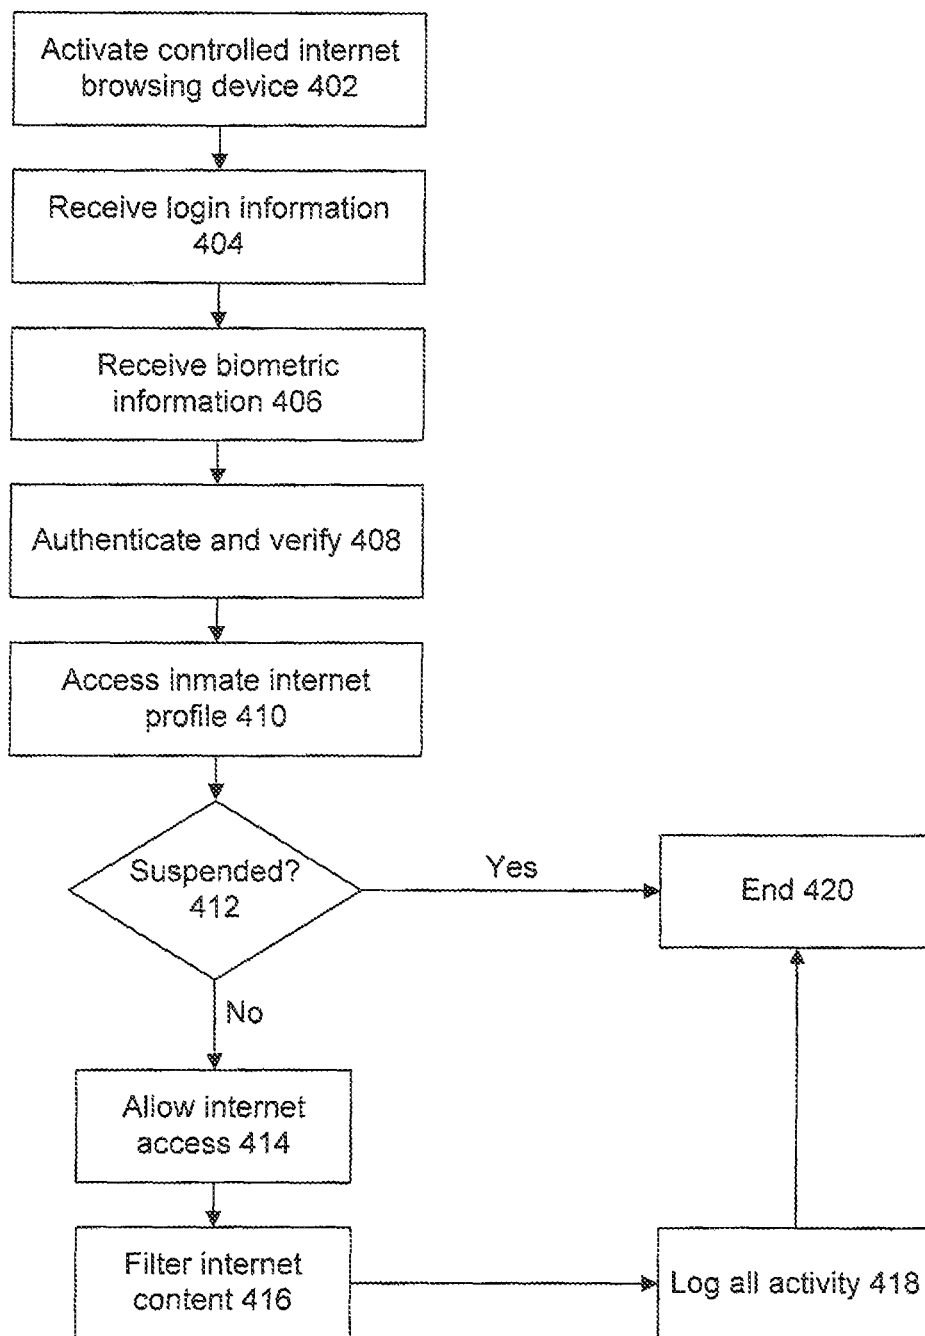 Activate controlled internet
browsing device 402
Receive login information
404
Receive biometric
information 406
Authenticate and verify 408
Access inmate internet
profile 410
Suspended?
412
Yes
End 420
No
Allow internet
access 414
Filter internet
content 416
Log all activity 418